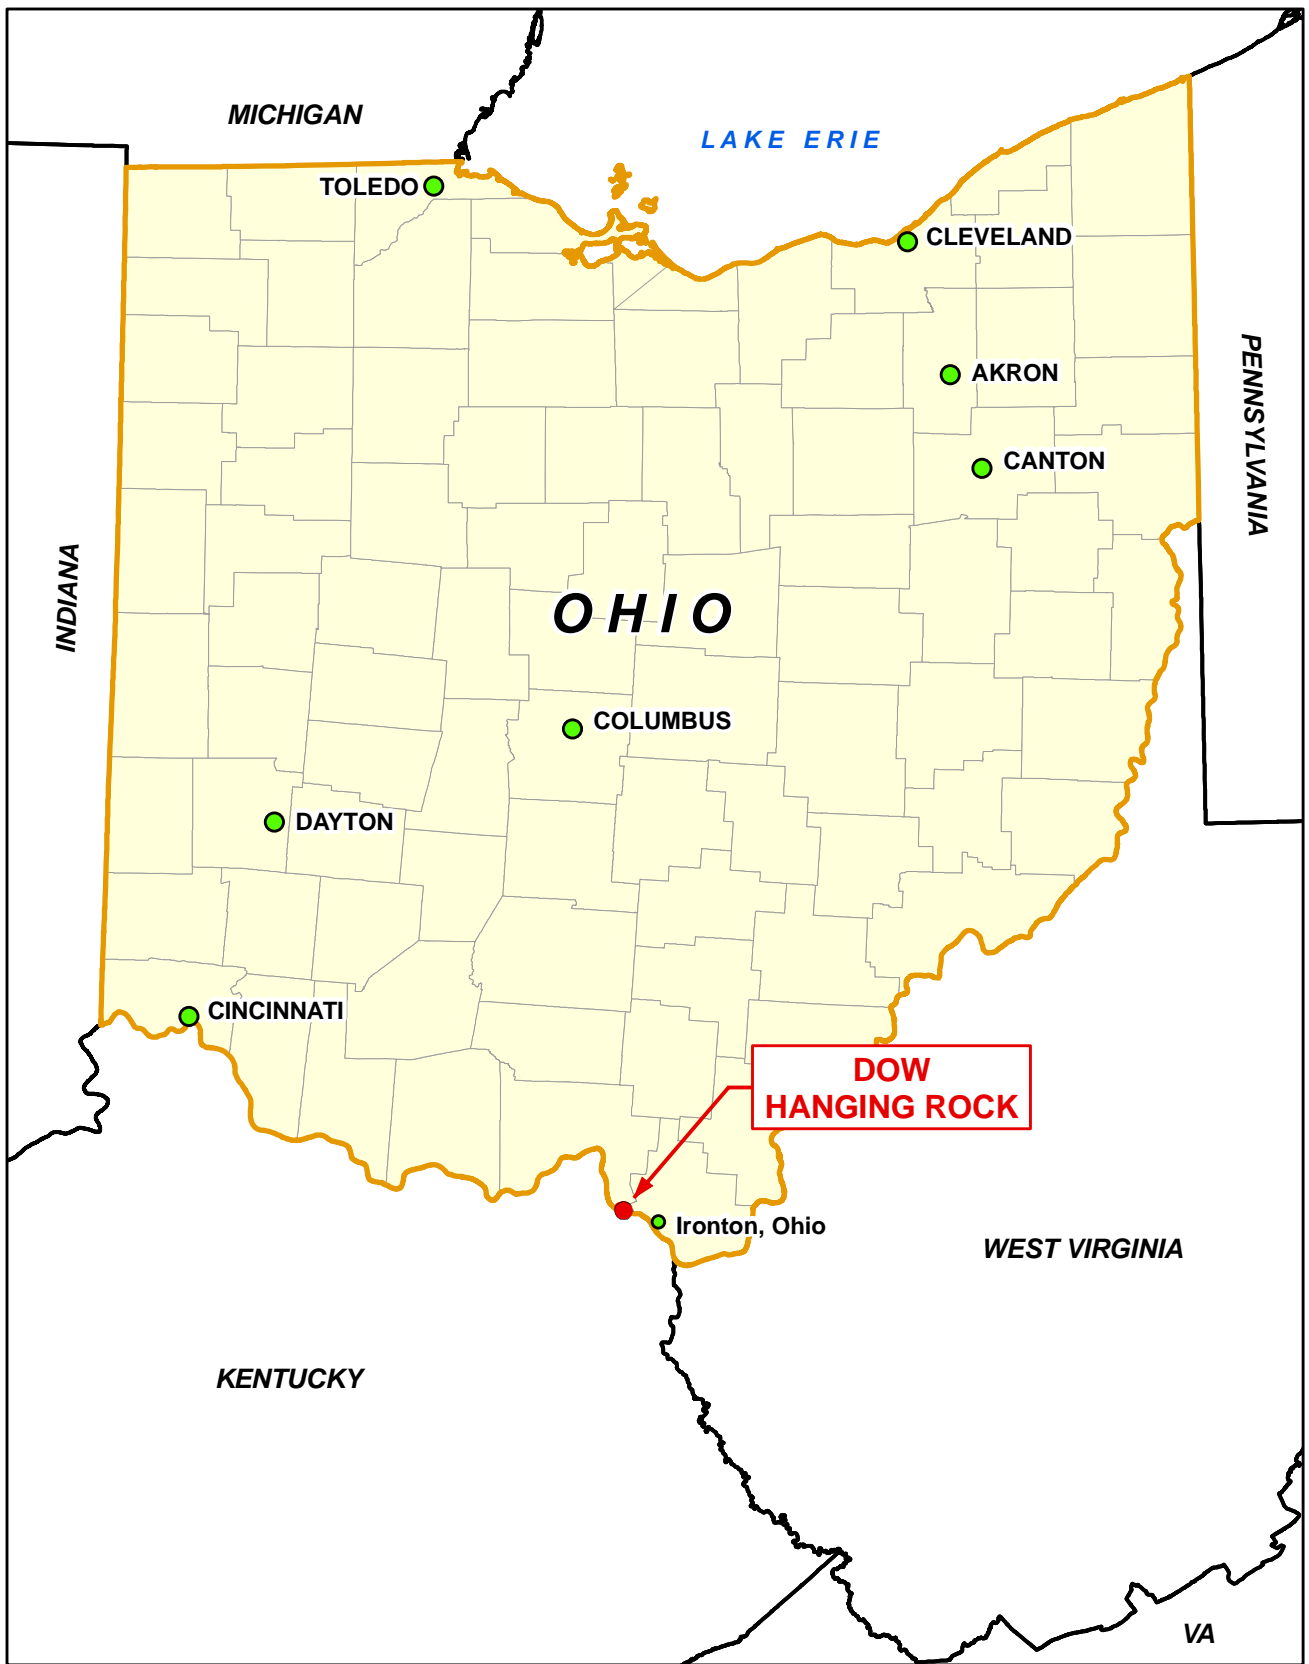 MICHIGAN
LAKE ERIE
TOLEDO
CLEVELAND
PENNSYLVANIA
AKRON
CANTON
INDIANA
OHIO
COLUMBUS
DAYTON
CINCINNATI
DOW
HANGING ROCK
Ironton, Ohio
WEST VIRGINIA
KENTUCKY
VA